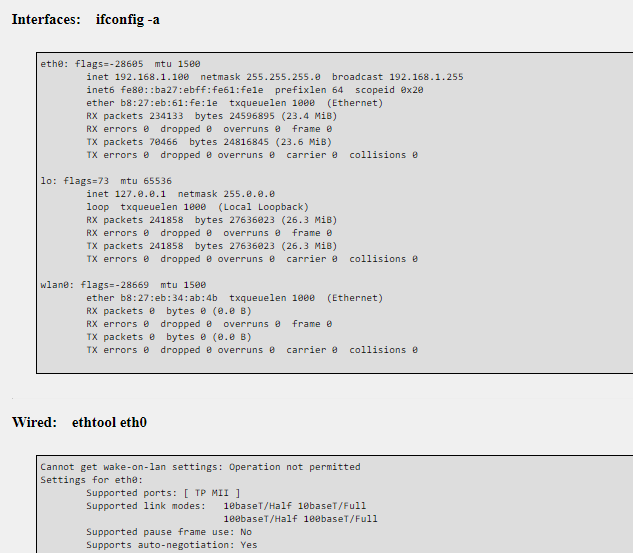 Interfaces: ifconfig -a
eth0: flags=-28605 mtu 1500
inet 192.168.1.100 netmask 255.255.255.0 broadcast 192.168.1.255
inet6 fe80::ba27:ebff:fe61:fe1e prefixlen 64 scopeid 0x20
ether b8:27:eb:61:fe:1e txqueuelen 1000 (Ethernet)
RX packets 234133 bytes 24596895 (23.4 MiB)
RX errors 0 dropped 0 overruns 0 frame 0
TX packets 70466 bytes 24816845 (23.6 MiB)
TX errors 0 dropped 0 overruns 0 carrier 0 collisions 0
lo: flags=73 mtu 65536
inet 127.0.0.1 netmask 255.0.0.0
loop txqueuelen 1000 (Local Loopback)
RX packets 241858 bytes 27636023 (26.3 MiB)
RX errors 0 dropped 0 overruns 0 frame 0
TX packets 241858 bytes 27636023 (26.3 MiB)
TX errors 0 dropped 0 overruns 0 carrier 0 collisions 0
wlan0: flags=-28669 mtu 1500
ether b8:27:eb:34:ab:4b txqueuelen 1000 (Ethernet)
RX packets 0 bytes 0 (0.0 B)
RX errors 0 dropped 0 overruns 0 frame 0
TX packets 0 bytes 0 (0.0 B)
TX errors 0 dropped 0 overruns 0 carrier 0 collisions 0
Wired: ethtool eth0
Cannot get wake-on-lan settings: Operation not permitted
Settings for eth0:
Supported ports: [ TP MII ]
Supported link modes: 10baseT/Half 10baseT/Full
100baseT/Half 100baseT/Full
Supported pause frame use: No
Supports auto-negotiation: Yes